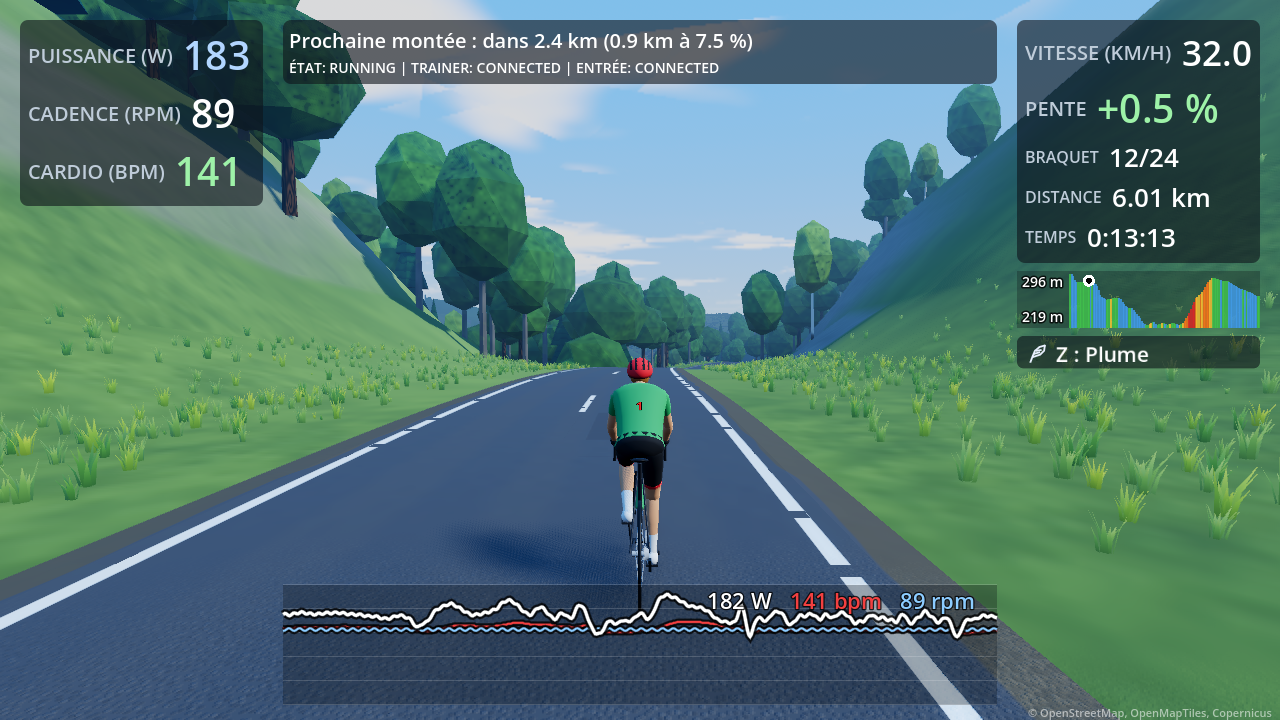 PUISSANCE (W) 183
CADENCE (RPM) 89
CARDIO (BPM) 141
Prochaine montée : dans 2.4 km (0.9 km à 7.5 %)
ÉTAT: RUNNING | TRAINER: CONNECTED | ENTRÉE: CONNECTED
VITESSE (KM/H) 32.0
PENTE +0.5 %
BRAQUET 12/24
DISTANCE 6.01 km
TEMPS 0:13:13
296 m
219 m
Z : Plume
1
182 W 141 bpm 89 rpm
© OpenStreetMap, OpenMapTiles, Copernicus